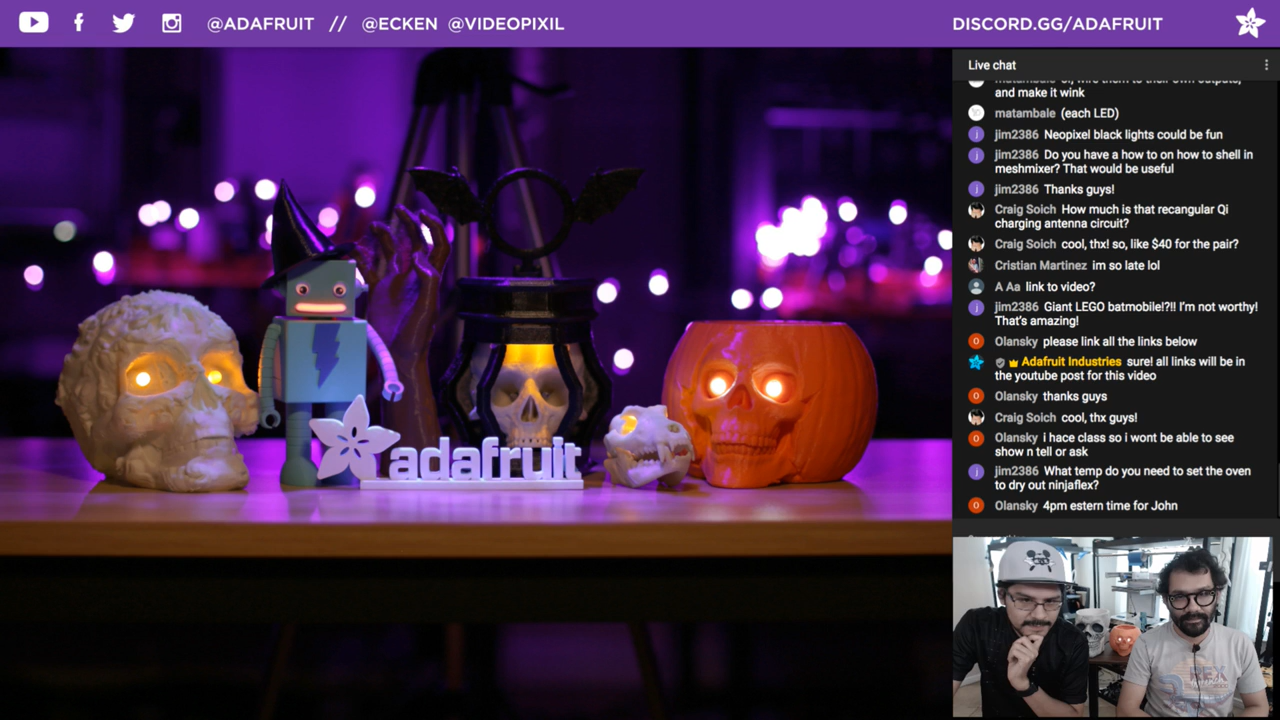 @ADAFRUIT // @ECKEN @VIDEOPIXIL
DISCORD.GG/ADAFRUIT
Live chat
and make it wink
matambale (each LED)
jim2386 Neopixel black lights could be fun
jim2386 Do you have a how to on how to shell in
meshmixer? That would be useful
jim2386 Thanks guys!
Craig Soich How much is that recangular Qi
charging antenna circuit?
Craig Soich cool, thx! so, like $40 for the pair?
Cristian Martinez im so late lol
A Aa link to video?
jim2386 Giant LEGO batmobile!?!! I'm not worthy!
That's amazing!
Olansky please link all the links below
Adafruit Industries sure! all links will be in
the youtube post for this video
Olansky thanks guys
Craig Soich cool, thx guys!
Olansky i hace class so i wont be able to see
show n tell or ask
jim2386 What temp do you need to set the oven
to dry out ninjaflex?
Olansky 4pm estern time for John
adafruit